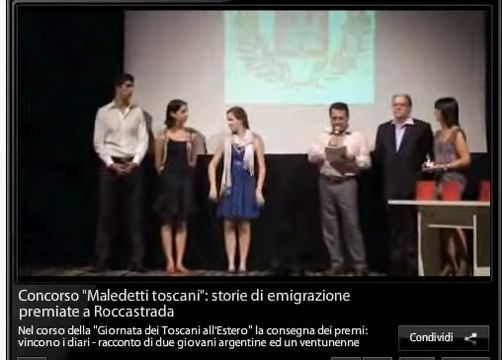 Concorso "Maledetti toscani": storie di emigrazione
premiate a Roccastrada
Nel corso della "Giornata dei Toscani all'Estero" la consegna dei premi:
vincono i diari - racconto di due giovani argentine ed un ventunenne
Condividi